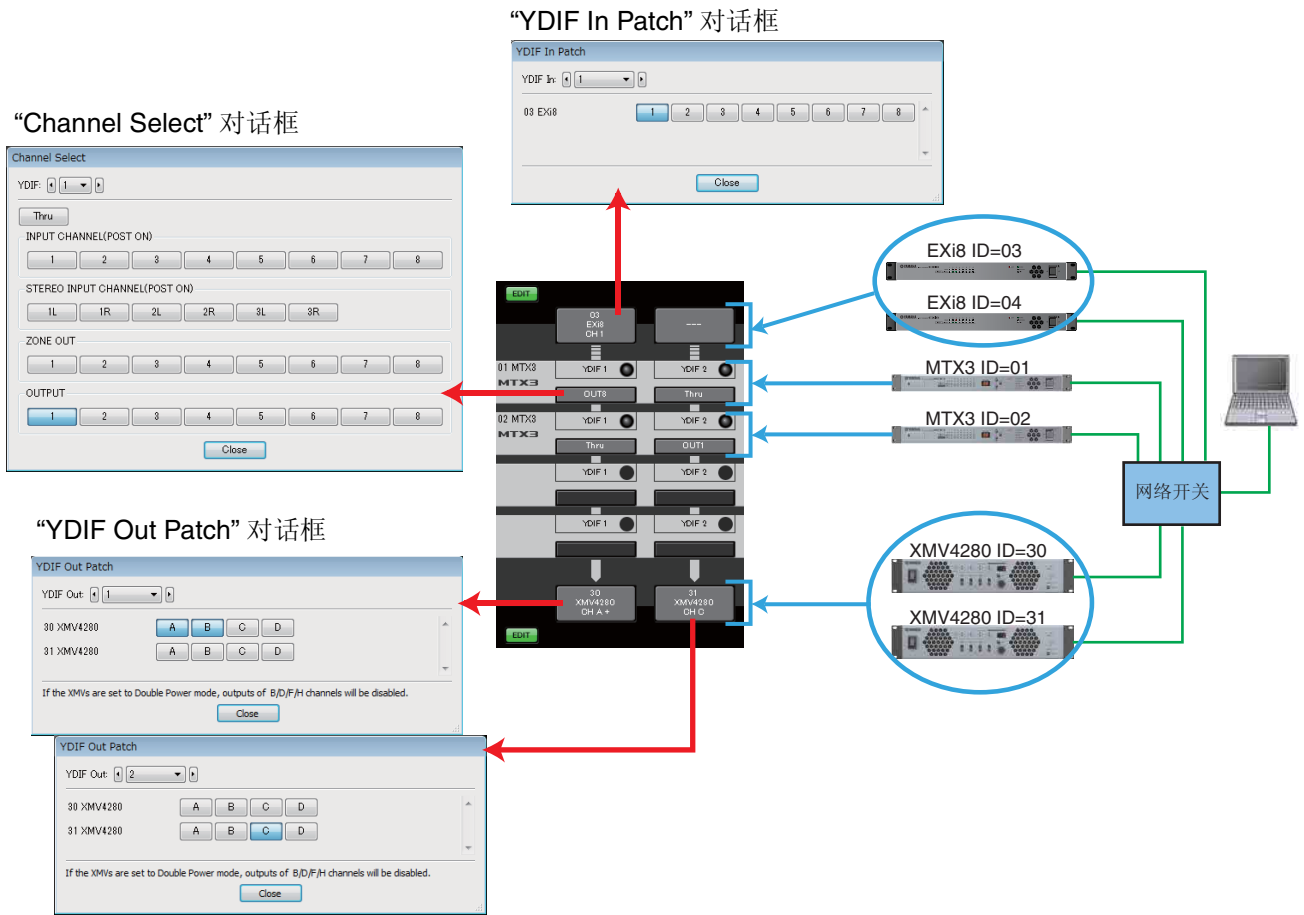 “YDIF In Patch” 对话框
YDIF In Patch
YDIF In: 1
03 EXi8 1 2 3 4 5 6 7 8
Close
“Channel Select” 对话框
Channel Select
YDIF: 1
Thru
INPUT CHANNEL(POST ON)
1 2 3 4 5 6 7 8
STEREO INPUT CHANNEL(POST ON)
1L 1R 2L 2R 3L 3R
ZONE OUT
1 2 3 4 5 6 7 8
OUTPUT
1 2 3 4 5 6 7 8
Close
EDIT
03
EXi8
CH 1
---
01 MTX3
MTX3
YDIF 1
YDIF 2
OUT8
Thru
02 MTX3
MTX3
YDIF 1
YDIF 2
Thru
OUT1
YDIF 1
YDIF 2
YDIF 1
YDIF 2
30
XMV4280
CH A +
31
XMV4280
CH C
EDIT
EXi8 ID=03
EXi8 ID=04
MTX3 ID=01
MTX3 ID=02
网络开关
XMV4280 ID=30
XMV4280 ID=31
“YDIF Out Patch” 对话框
YDIF Out Patch
YDIF Out: 1
30 XMV4280 A B C D
31 XMV4280 A B C D
If the XMVs are set to Double Power mode, outputs of B/D/F/H channels will be disabled.
Close
YDIF Out Patch
YDIF Out: 2
30 XMV4280 A B C D
31 XMV4280 A B C D
If the XMVs are set to Double Power mode, outputs of B/D/F/H channels will be disabled.
Close